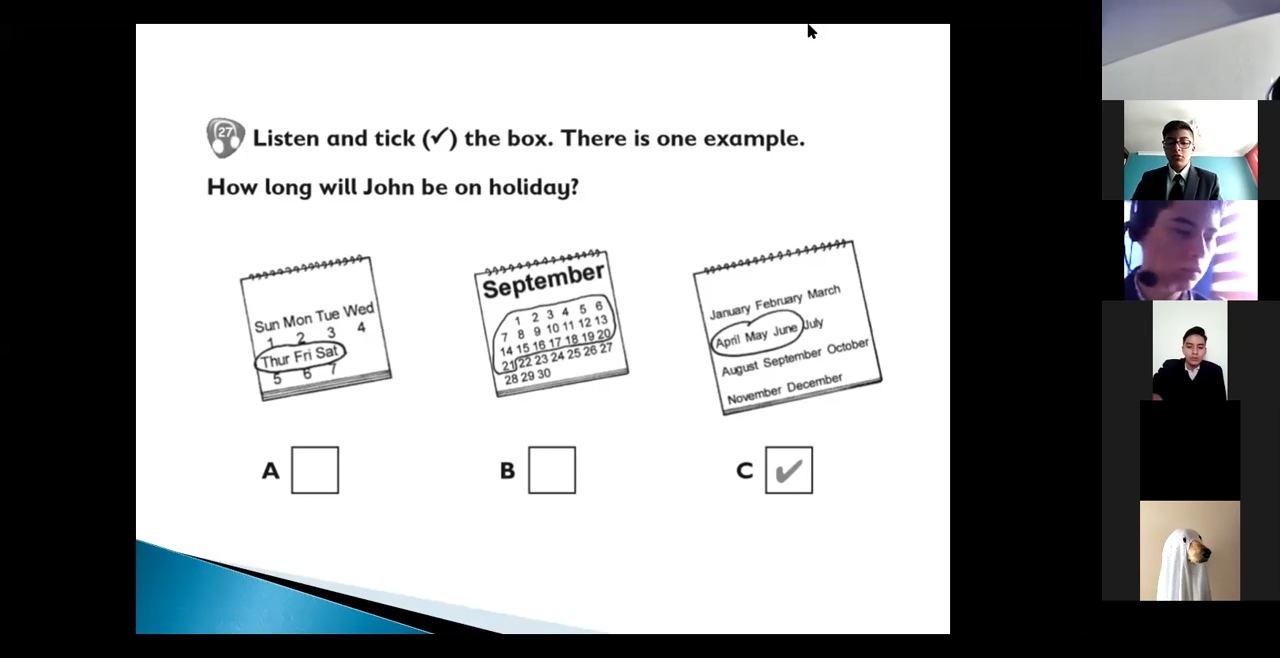 27
Listen and tick (✓) the box. There is one example.
How long will John be on holiday?
Sun Mon Tue Wed
1 2 3 4
Thur Fri Sat
5 6 7
September
1 2 3 4 5 6
7 8 9 10 11 12 13
14 15 16 17 18 19 20
21 22 23 24 25 26 27
28 29 30
January February March
April May June July
August September October
November December
A
B
C ✓